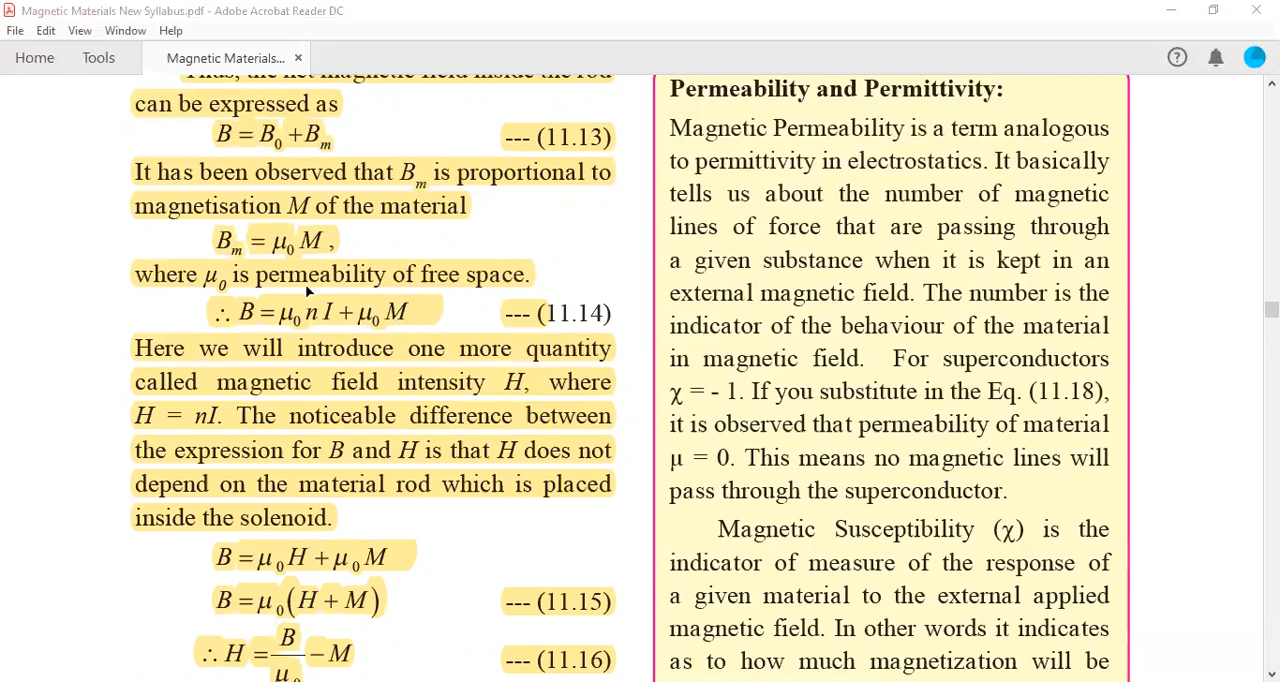 Magnetic Materials New Syllabus.pdf - Adobe Acrobat Reader DC
File Edit View Window Help
Home Tools Magnetic Materials... ×
Thus, the net magnetic field inside the rod
can be expressed as
B = B₀ + Bₘ --- (11.13)
It has been observed that Bₘ is proportional to
magnetisation M of the material
Bₘ = μ₀ M ,
where μ₀ is permeability of free space.
∴ B = μ₀ n I + μ₀ M --- (11.14)
Here we will introduce one more quantity
called magnetic field intensity H, where
H = nI. The noticeable difference between
the expression for B and H is that H does not
depend on the material rod which is placed
inside the solenoid.
B = μ₀ H + μ₀ M
B = μ₀ (H + M) --- (11.15)
∴ H = B/μ₀ − M --- (11.16)
Permeability and Permittivity:
Magnetic Permeability is a term analogous
to permittivity in electrostatics. It basically
tells us about the number of magnetic
lines of force that are passing through
a given substance when it is kept in an
external magnetic field. The number is the
indicator of the behaviour of the material
in magnetic field. For superconductors
χ = - 1. If you substitute in the Eq. (11.18),
it is observed that permeability of material
μ = 0. This means no magnetic lines will
pass through the superconductor.
Magnetic Susceptibility (χ) is the
indicator of measure of the response of
a given material to the external applied
magnetic field. In other words it indicates
as to how much magnetization will be